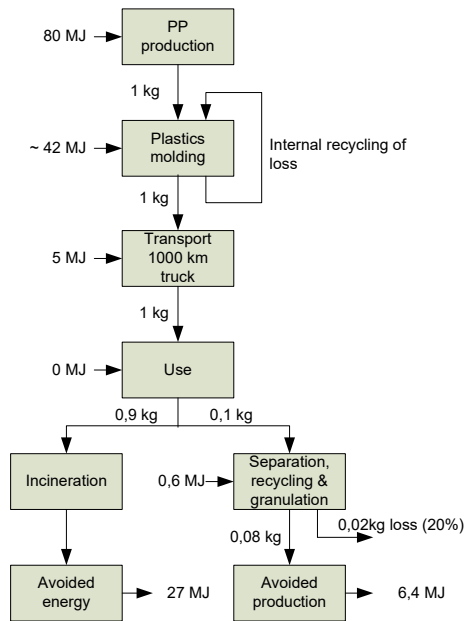 PP
production
80 MJ
1 kg
Plastics
molding
~ 42 MJ
Internal recycling of
loss
1 kg
Transport
1000 km
truck
5 MJ
1 kg
Use
0 MJ
0,9 kg
0,1 kg
Incineration
0,6 MJ
Separation,
recycling &
granulation
0,02kg loss (20%)
0,08 kg
Avoided
energy
27 MJ
Avoided
production
6,4 MJ